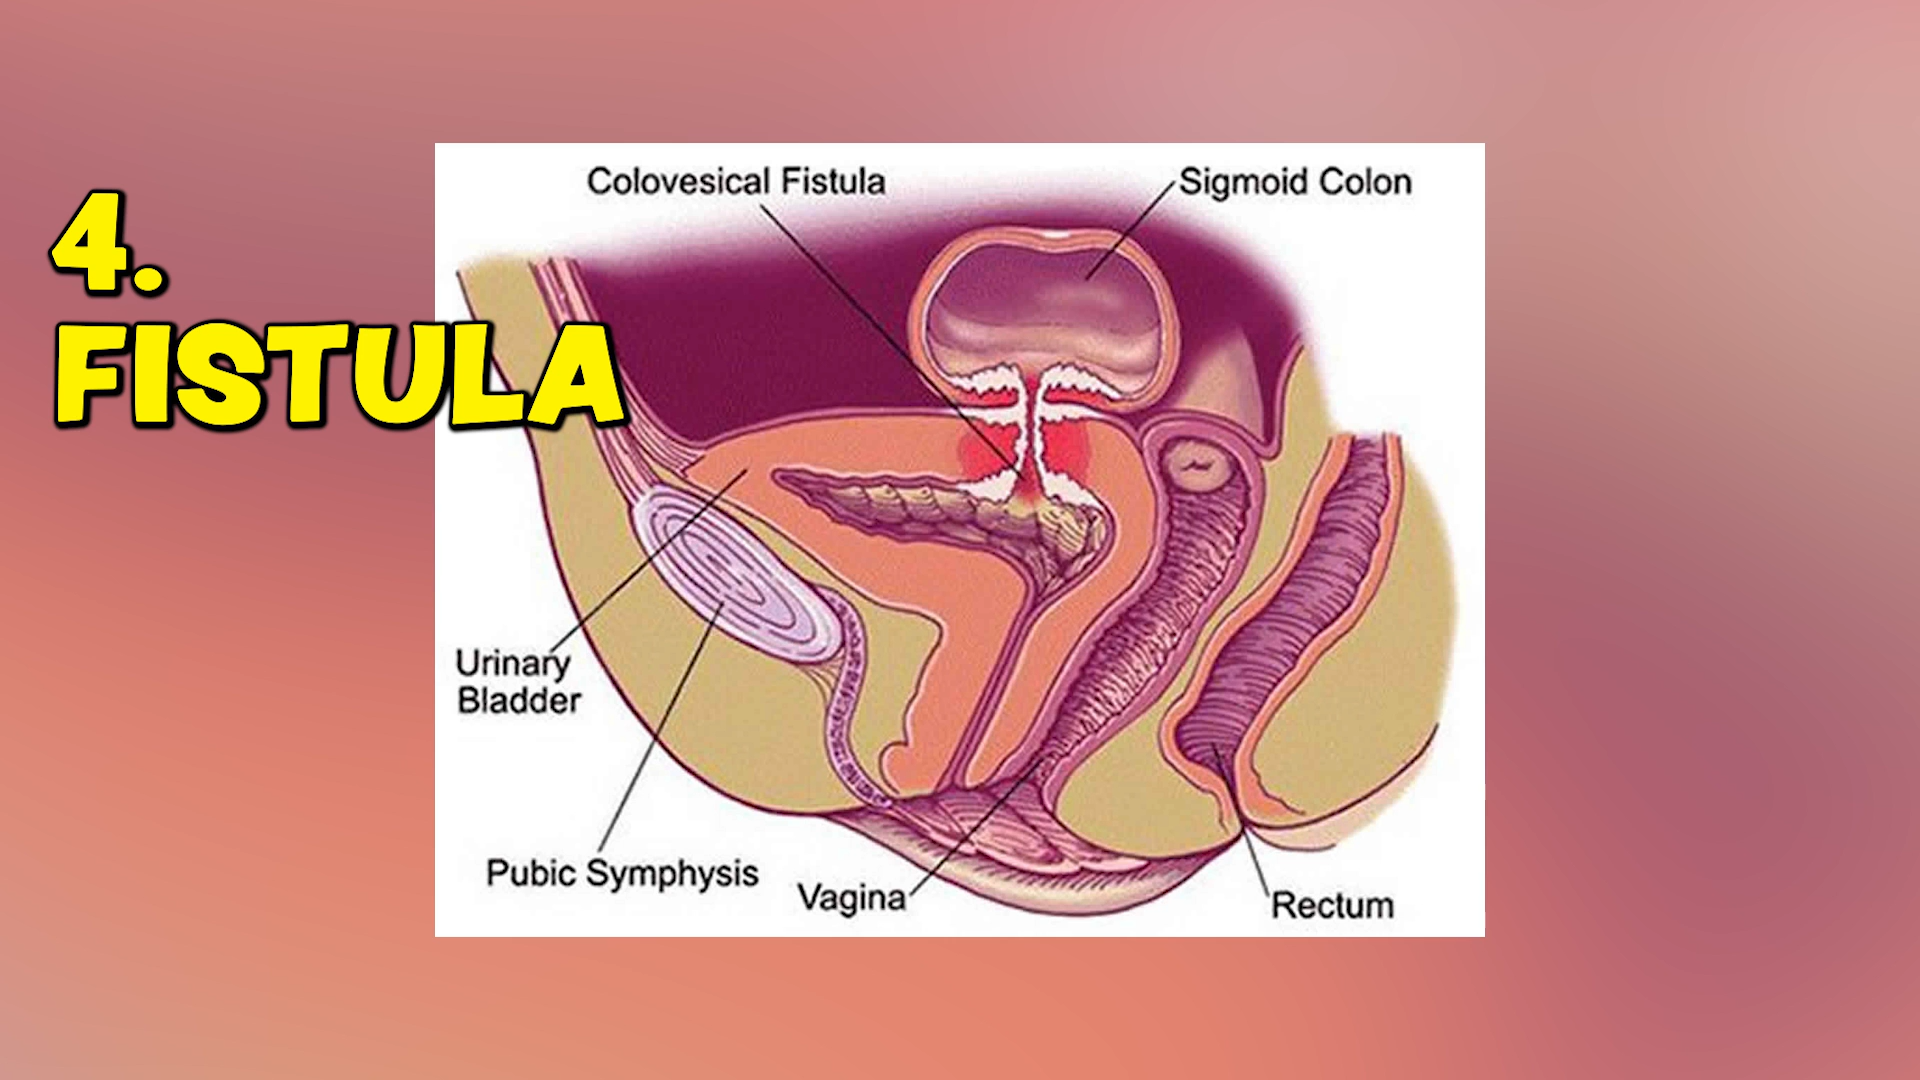 4.
FISTULA
Colovesical Fistula
Sigmoid Colon
Urinary
Bladder
Pubic Symphysis
Vagina
Rectum